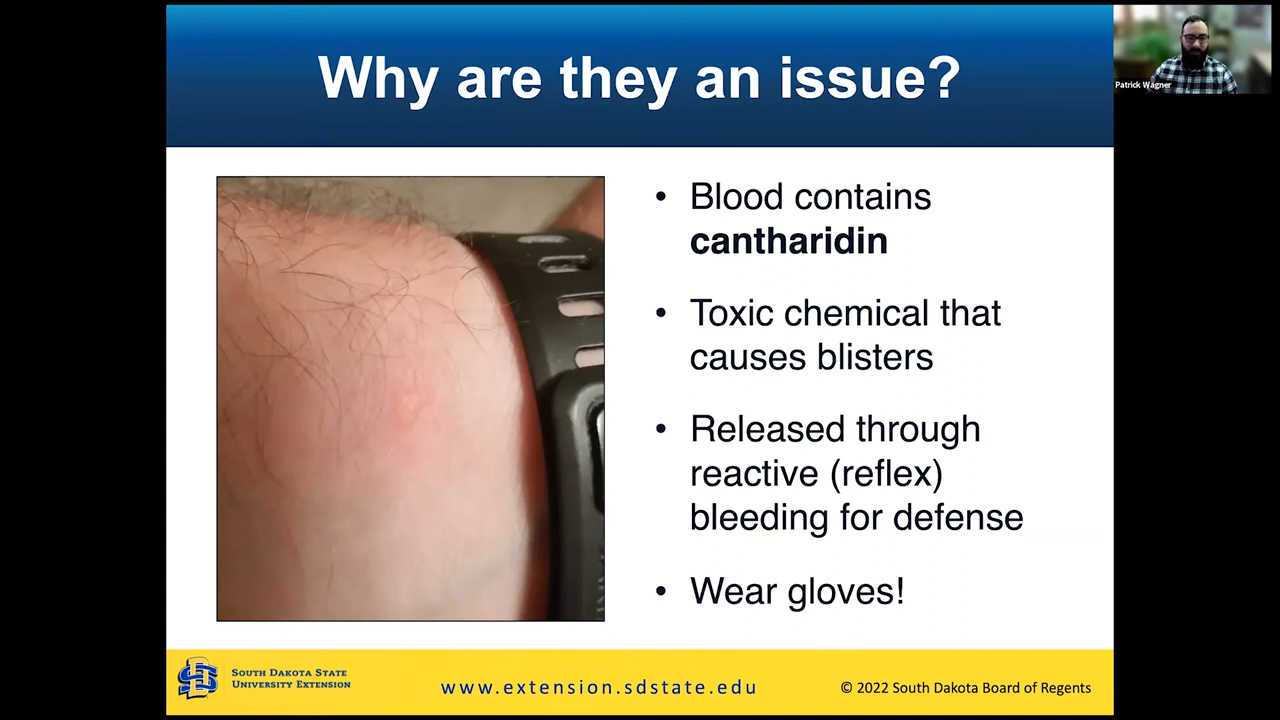 Why are they an issue?
Patrick Wagner
• Blood contains
cantharidin
• Toxic chemical that
causes blisters
• Released through
reactive (reflex)
bleeding for defense
• Wear gloves!
SOUTH DAKOTA STATE
UNIVERSITY EXTENSION
www.extension.sdstate.edu
© 2022 South Dakota Board of Regents